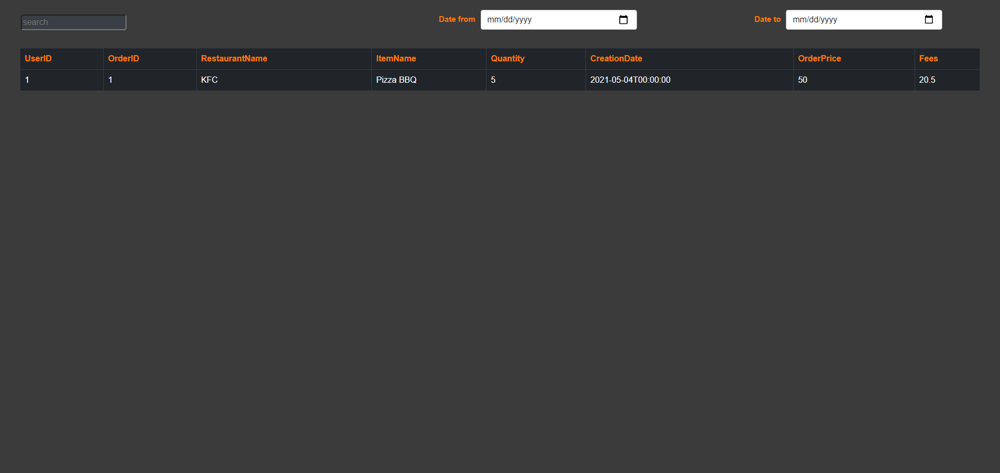 search Date from mm/dd/yyyy Date to mm/dd/yyyy
UserID OrderID RestaurantName ItemName Quantity CreationDate OrderPrice Fees
1 1 KFC Pizza BBQ 5 2021-05-04T00:00:00 50 20.5